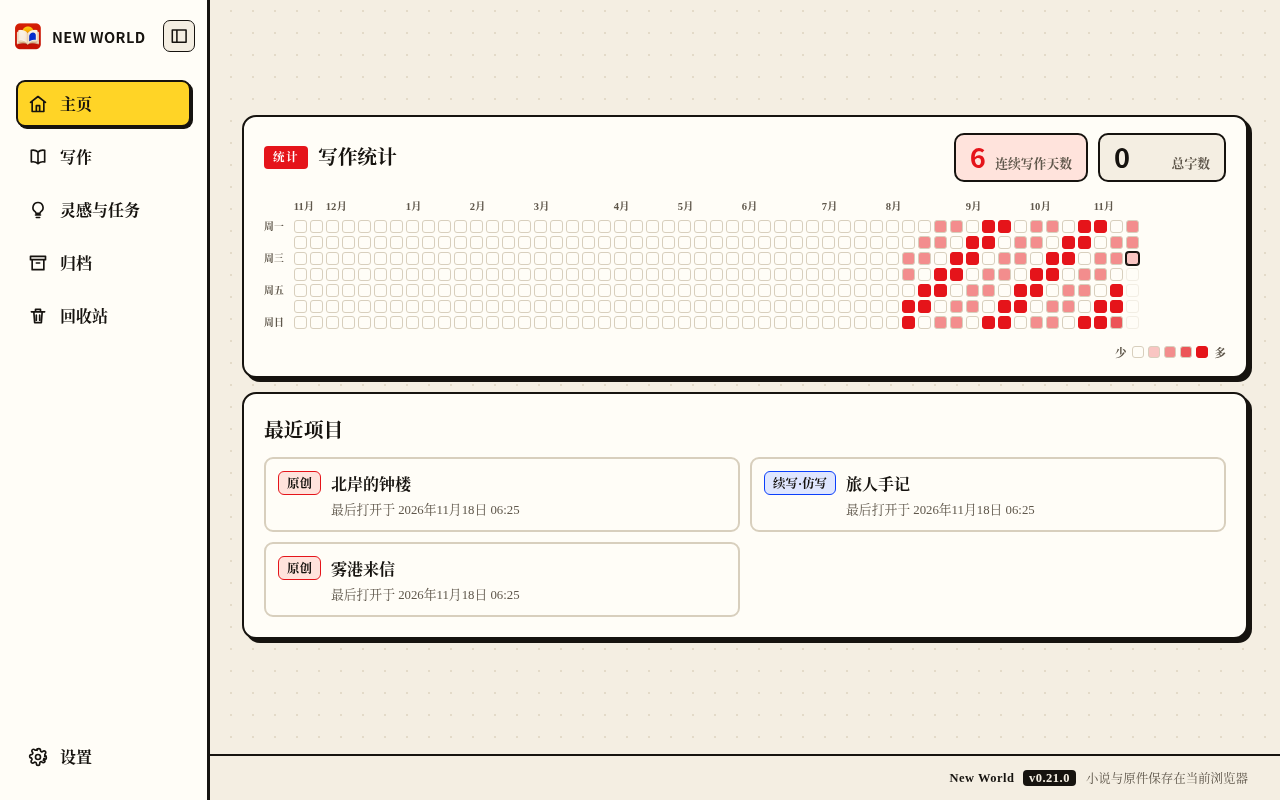 NEW WORLD
主页
写作
灵感与任务
归档
回收站
设置
统计 写作统计
6 连续写作天数
0 总字数
11月 12月 1月 2月 3月 4月 5月 6月 7月 8月 9月 10月 11月
周一
周三
周五
周日
少 多
最近项目
原创 北岸的钟楼
最后打开于 2026年11月18日 06:25
续写·仿写 旅人手记
最后打开于 2026年11月18日 06:25
原创 雾港来信
最后打开于 2026年11月18日 06:25
New World v0.21.0 小说与原件保存在当前浏览器